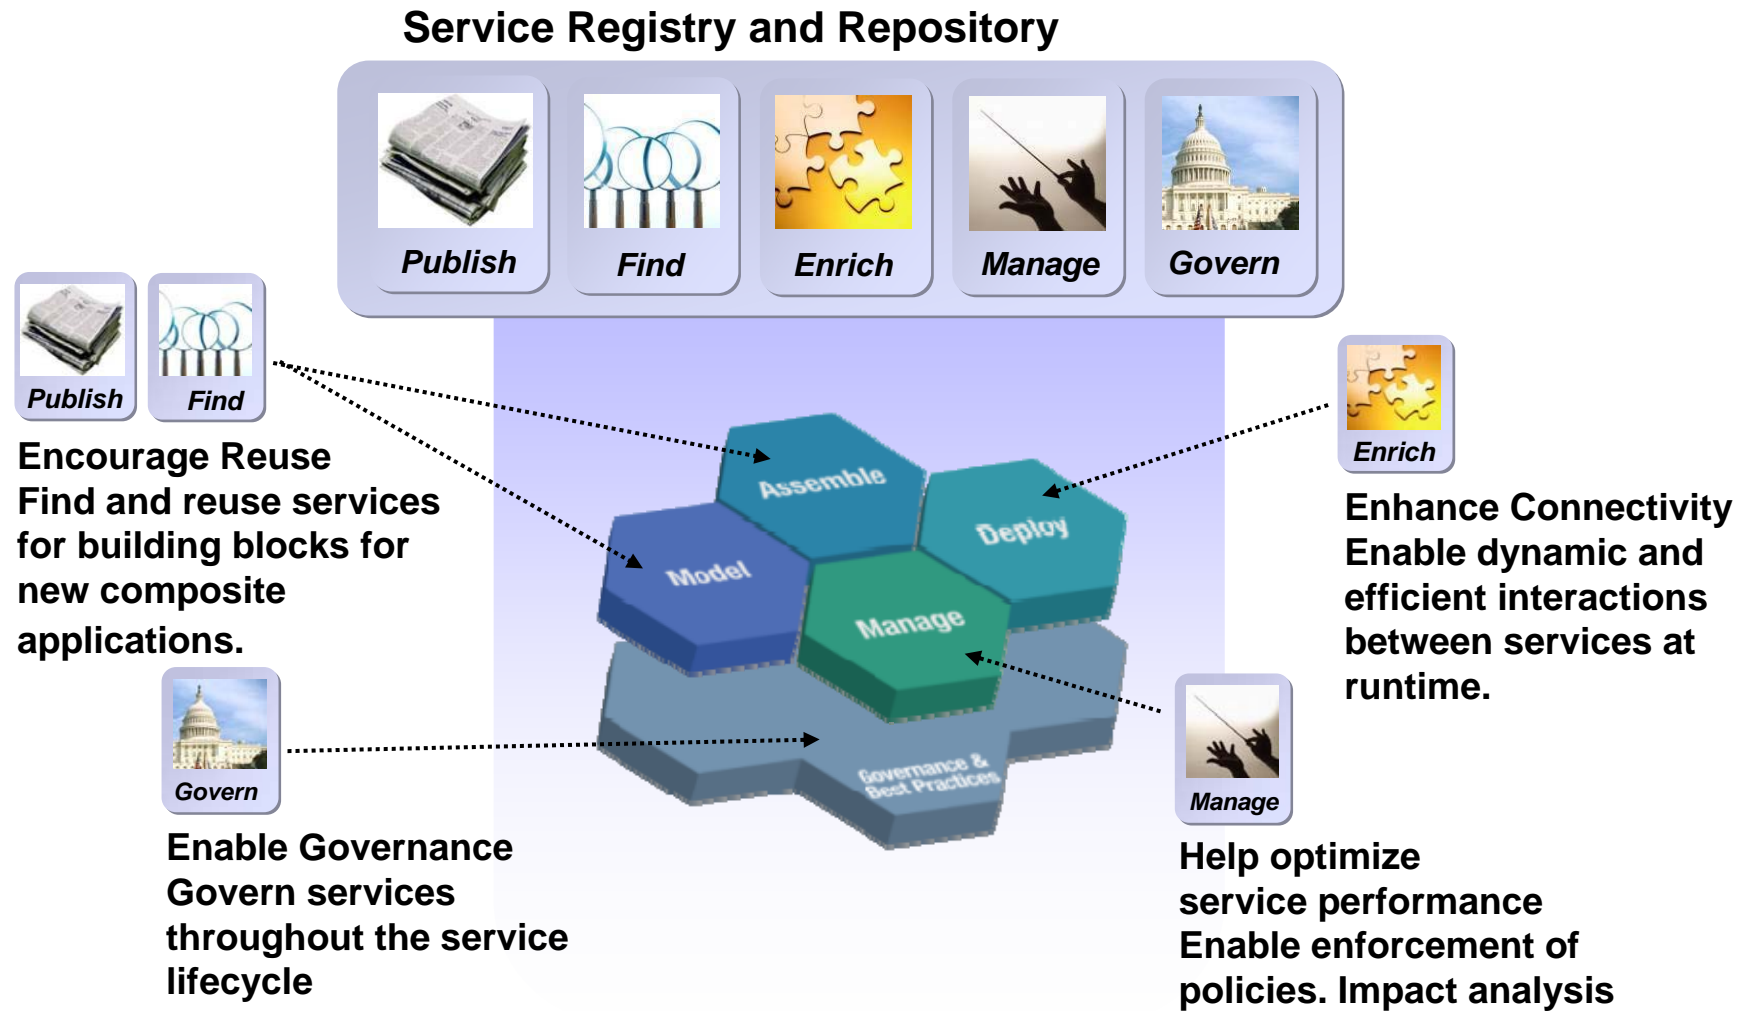 Service Registry and Repository
Publish
Find
Enrich
Manage
Govern
Publish
Find
Encourage Reuse
Find and reuse services
for building blocks for
new composite
applications.
Enrich
Enhance Connectivity
Enable dynamic and
efficient interactions
between services at
runtime.
Assemble
Deploy
Model
Manage
Governance &
Best Practices
Govern
Enable Governance
Govern services
throughout the service
lifecycle
Manage
Help optimize
service performance
Enable enforcement of
policies. Impact analysis